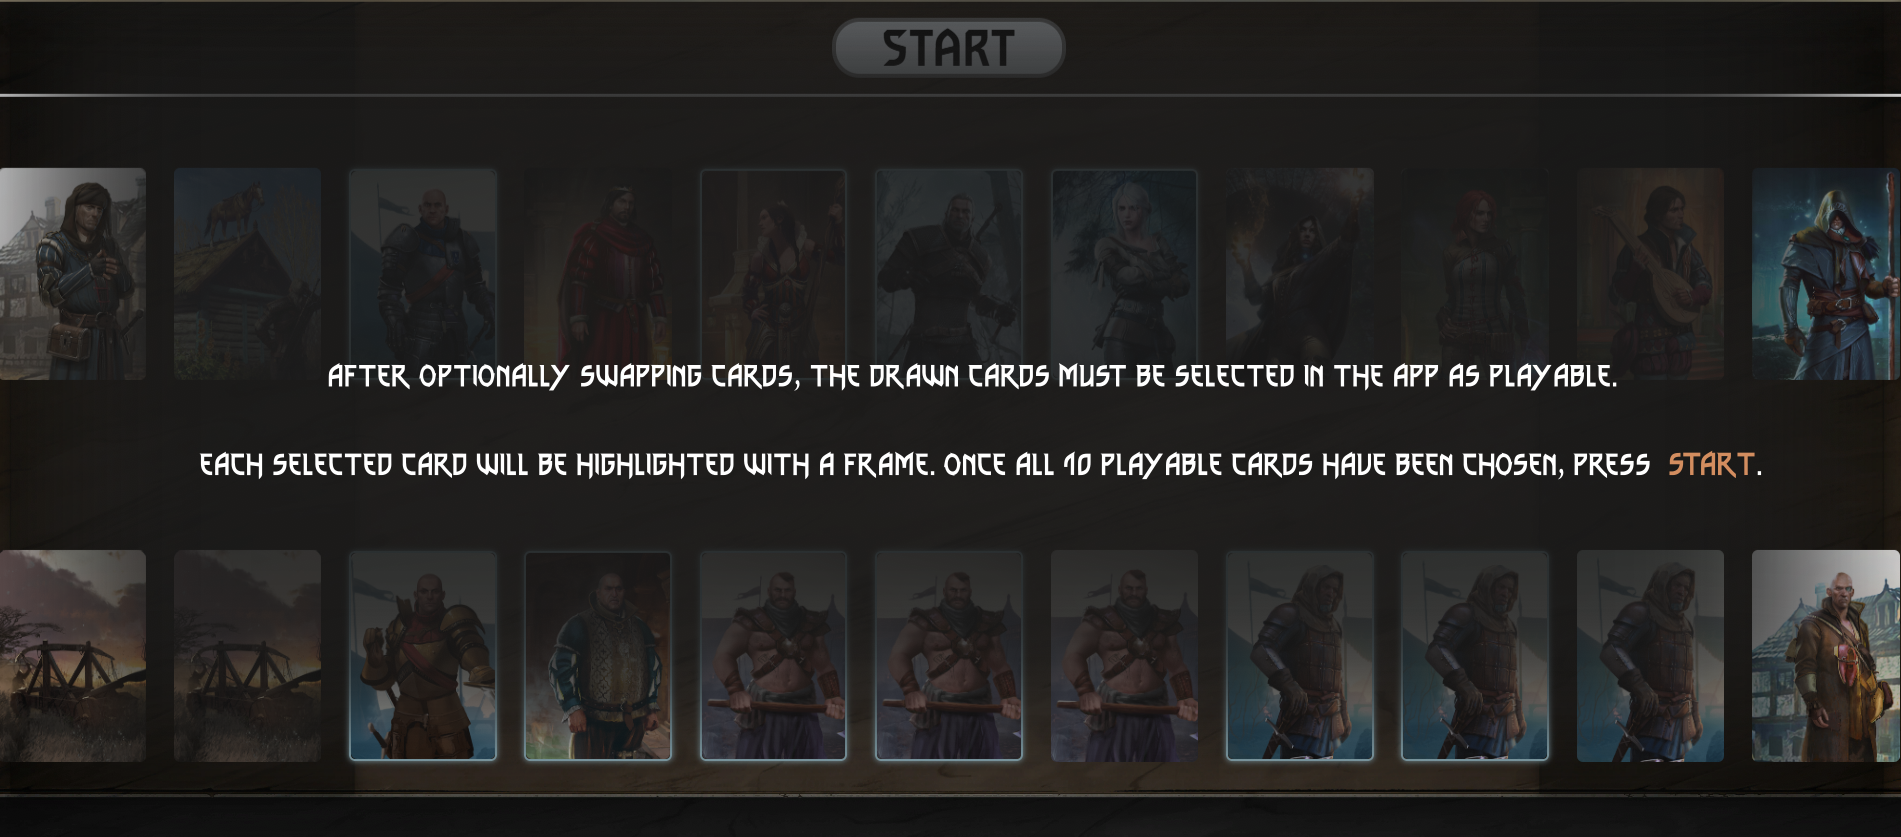 START
AFTER OPTIONALLY SWAPPING CARDS, THE DRAWN CARDS MUST BE SELECTED IN THE APP AS PLAYABLE.
EACH SELECTED CARD WILL BE HIGHLIGHTED WITH A FRAME. ONCE ALL 10 PLAYABLE CARDS HAVE BEEN CHOSEN, PRESS START.